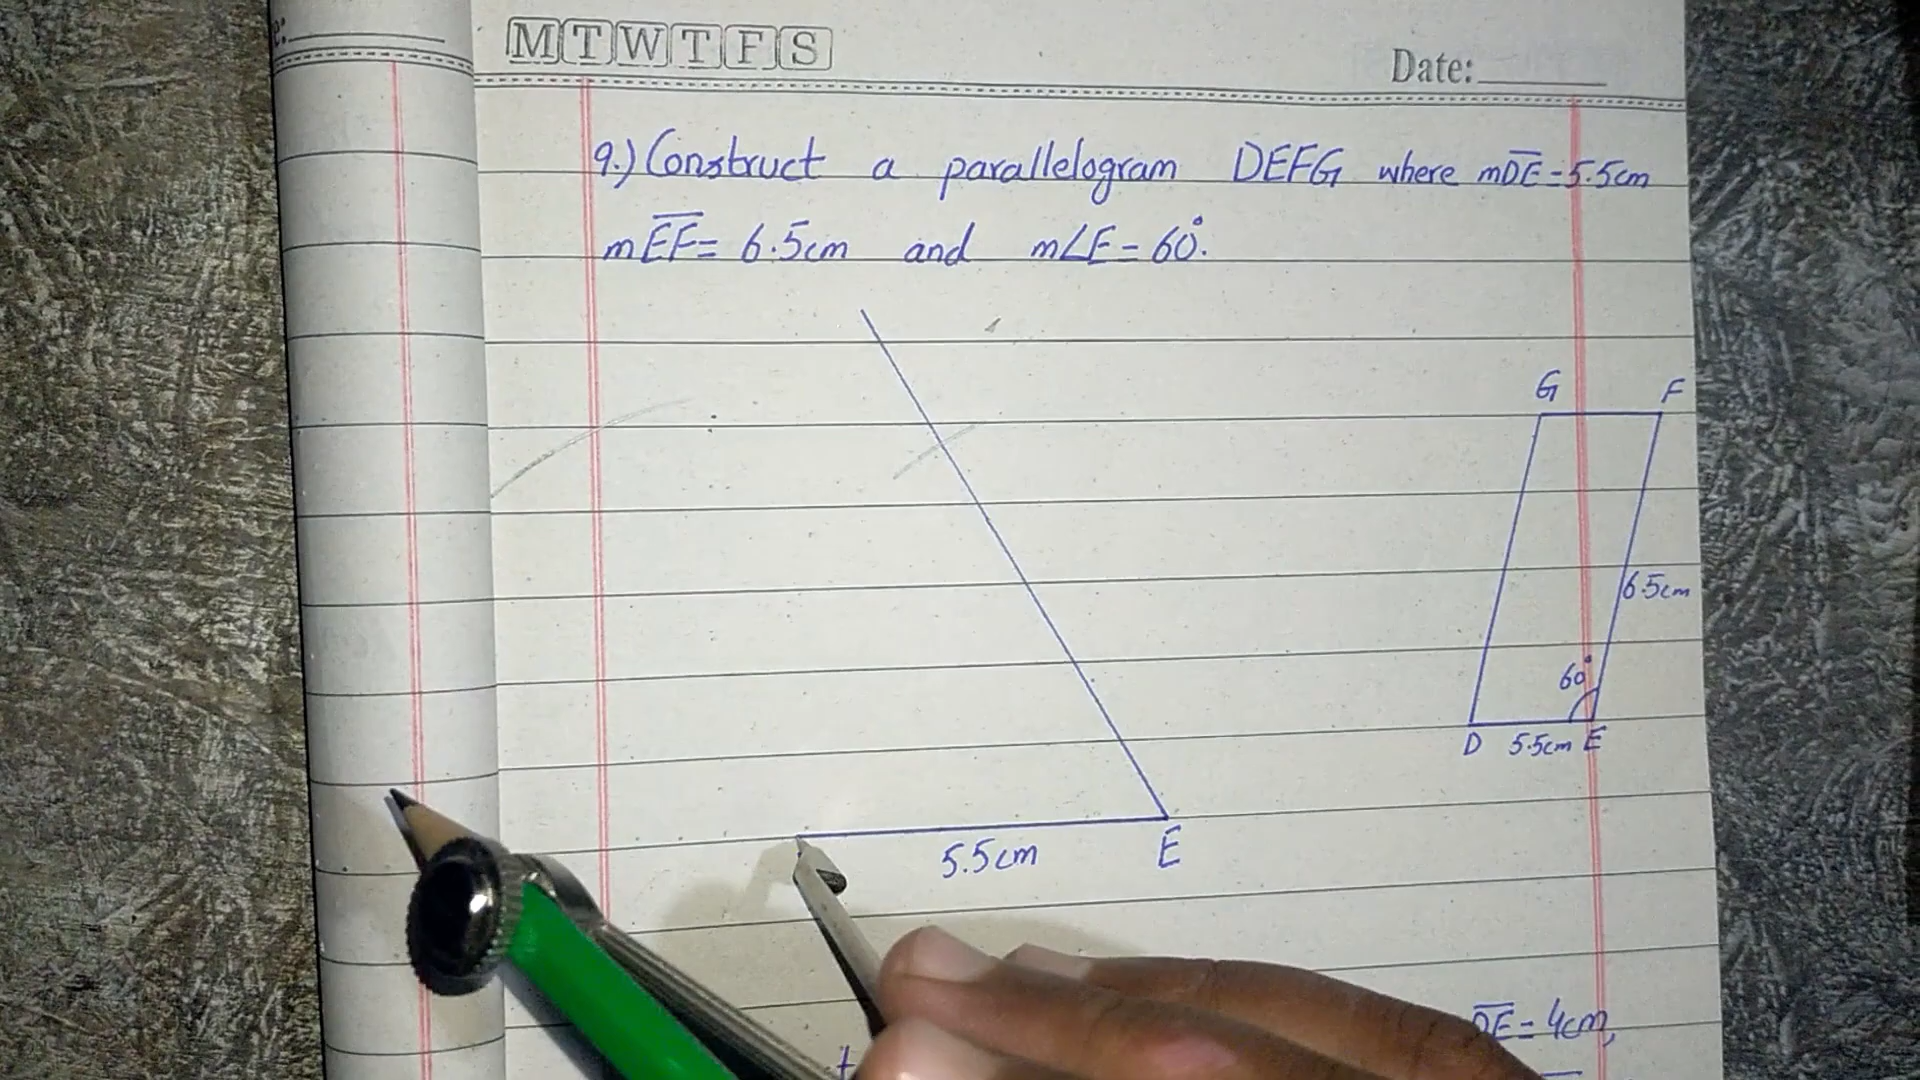 M T W T F S
Date:
9.) Construct a parallelogram DEFG where mDE = 5.5cm
mEF = 6.5cm and m∠E = 60°.
G F
6.5cm
60°
D 5.5cm E
5.5cm E
DE = 4cm,